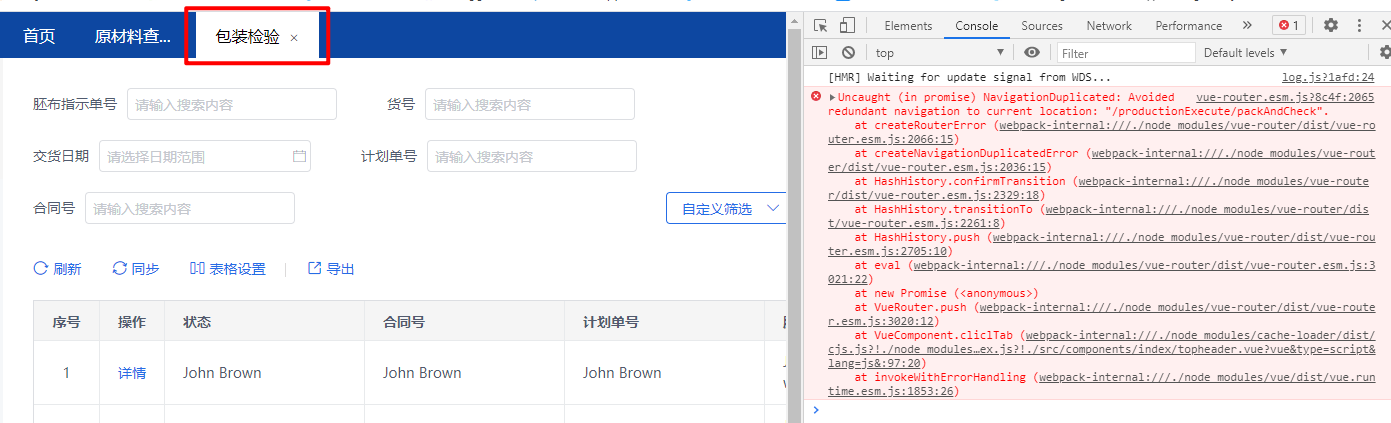 首页
原材料查...
包装检验 ×
胚布指示单号 请输入搜索内容
货号 请输入搜索内容
交货日期 请选择日期范围
计划单号 请输入搜索内容
合同号 请输入搜索内容
自定义筛选
刷新 同步 表格设置 导出
序号 操作 状态 合同号 计划单号
1 详情 John Brown John Brown John Brown
Elements Console Sources Network Performance » 1
top Filter Default levels
[HMR] Waiting for update signal from WDS... log.js?1afd:24
Uncaught (in promise) NavigationDuplicated: Avoided vue-router.esm.js?8c4f:2065
redundant navigation to current location: "/productionExecute/packAndCheck".
at createRouterError (webpack-internal:///./node_modules/vue-router/dist/vue-ro
uter.esm.js:2066:15)
at createNavigationDuplicatedError (webpack-internal:///./node_modules/vue-rout
er/dist/vue-router.esm.js:2036:15)
at HashHistory.confirmTransition (webpack-internal:///./node_modules/vue-route
r/dist/vue-router.esm.js:2329:18)
at HashHistory.transitionTo (webpack-internal:///./node_modules/vue-router/dis
t/vue-router.esm.js:2261:8)
at HashHistory.push (webpack-internal:///./node_modules/vue-router/dist/vue-rou
ter.esm.js:2705:10)
at eval (webpack-internal:///./node_modules/vue-router/dist/vue-router.esm.js:3
021:22)
at new Promise (<anonymous>)
at VueRouter.push (webpack-internal:///./node_modules/vue-router/dist/vue-route
r.esm.js:3020:12)
at VueComponent.cliclTab (webpack-internal:///./node_modules/cache-loader/dist/
cjs.js?!./node_modules…ex.js?!./src/components/index/topheader.vue?vue&type=script&
lang=js&:97:20)
at invokeWithErrorHandling (webpack-internal:///./node_modules/vue/dist/vue.run
time.esm.js:1853:26)